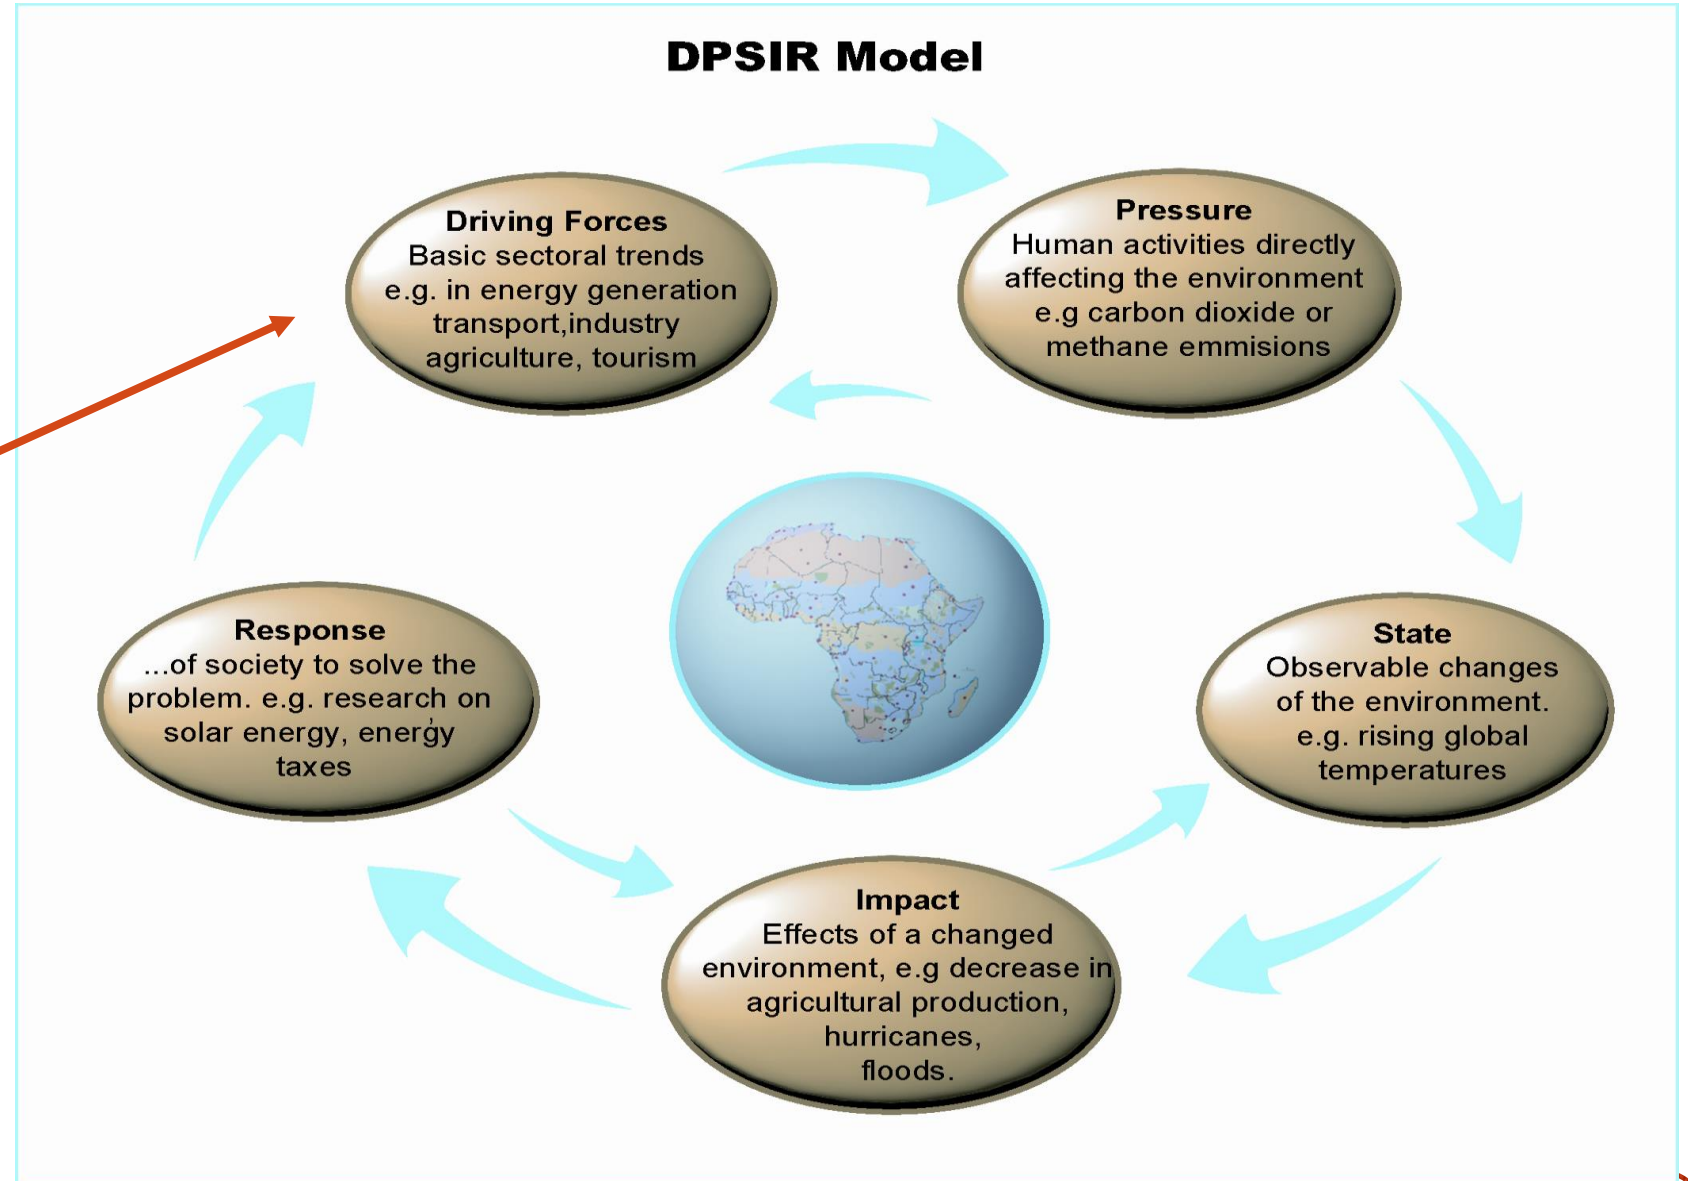 DPSIR Model
Driving Forces
Basic sectoral trends
e.g. in energy generation
transport,industry
agriculture, tourism
Pressure
Human activities directly
affecting the environment
e.g carbon dioxide or
methane emmisions
Response
...of society to solve the
problem. e.g. research on
solar energy, energy
taxes
State
Observable changes
of the environment.
e.g. rising global
temperatures
Impact
Effects of a changed
environment, e.g decrease in
agricultural production,
hurricanes,
floods.